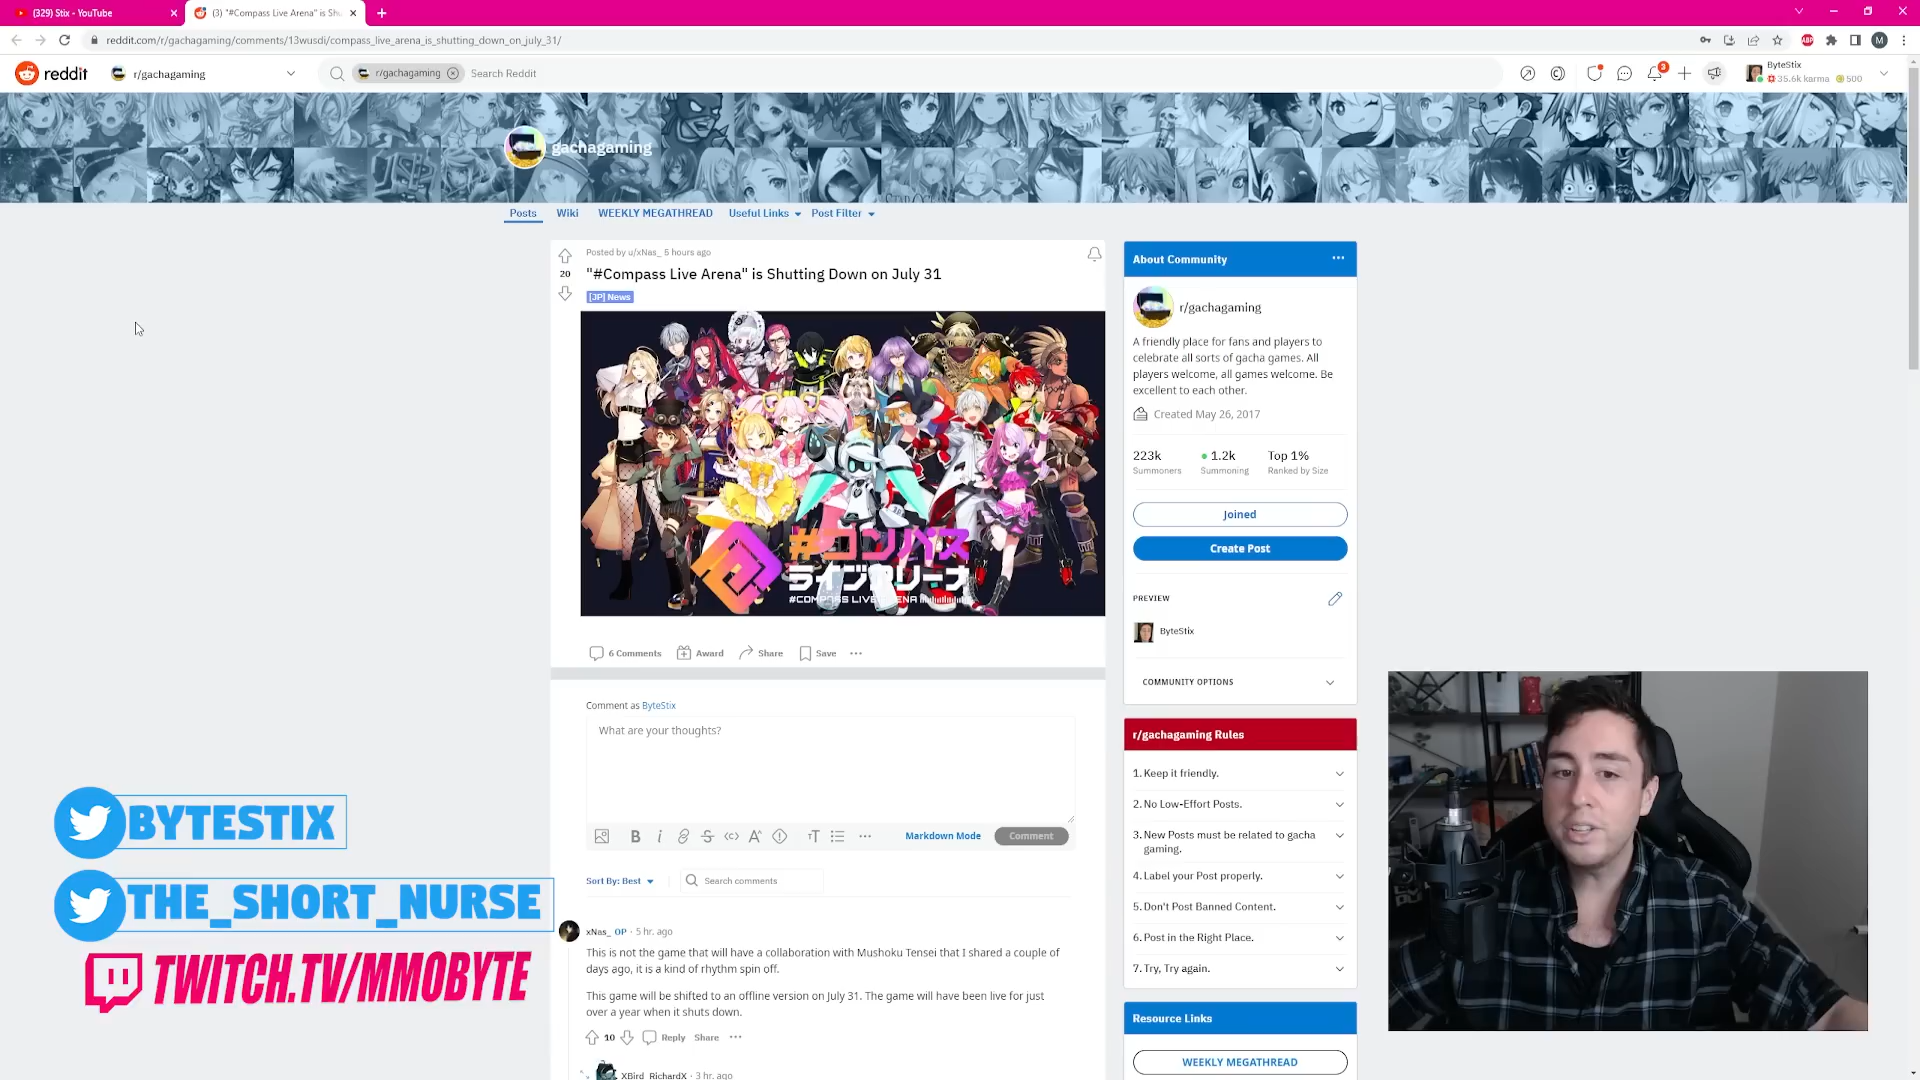 (329) Stix - YouTube
(3) "#Compass Live Arena" is Shu
reddit.com/r/gachagaming/comments/13wusdi/compass_live_arena_is_shutting_down_on_july_31/
ABP
M
reddit
r/gachagaming
r/gachagaming
Search Reddit
3
ByteStix
35.6k karma
500
gachagaming
Posts
Wiki
WEEKLY MEGATHREAD
Useful Links
Post Filter
Posted by u/xNas_ 5 hours ago
20
"#Compass Live Arena" is Shutting Down on July 31
[JP] News
#コンパス
ライブアリーナ
#COMPASS LIVE ARENA
6 Comments
Award
Share
Save
Comment as ByteStix
What are your thoughts?
Markdown Mode
Comment
Sort By: Best
Search comments
xNas_ OP · 5 hr. ago
This is not the game that will have a collaboration with Mushoku Tensei that I shared a couple of
days ago, it is a kind of rhythm spin off.
This game will be shifted to an offline version on July 31. The game will have been live for just
over a year when it shuts down.
10
Reply
Share
XBird_RichardX · 3 hr. ago
About Community
r/gachagaming
A friendly place for fans and players to
celebrate all sorts of gacha games. All
players welcome, all games welcome. Be
excellent to each other.
Created May 26, 2017
223k
1.2k
Top 1%
Summoners
Summoning
Ranked by Size
Joined
Create Post
PREVIEW
ByteStix
COMMUNITY OPTIONS
r/gachagaming Rules
1. Keep it friendly.
2. No Low-Effort Posts.
3. New Posts must be related to gacha
gaming.
4. Label your Post properly.
5. Don't Post Banned Content.
6. Post in the Right Place.
7. Try, Try again.
Resource Links
WEEKLY MEGATHREAD
BYTESTIX
THE_SHORT_NURSE
TWITCH.TV/MMOBYTE